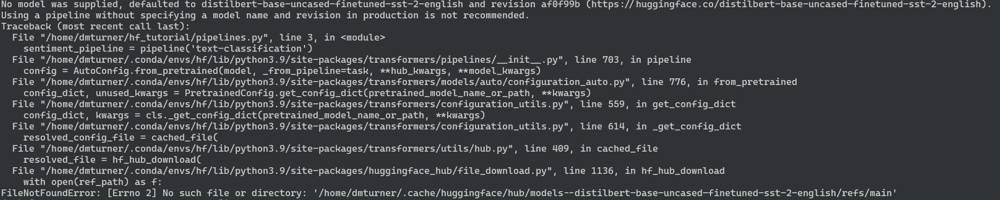 No model was supplied, defaulted to distilbert-base-uncased-finetuned-sst-2-english and revision af0f99b (https://huggingface.co/distilbert-base-uncased-finetuned-sst-2-english).
Using a pipeline without specifying a model name and revision in production is not recommended.
Traceback (most recent call last):
  File "/home/dmturner/hf_tutorial/pipelines.py", line 3, in <module>
    sentiment_pipeline = pipeline('text-classification')
  File "/home/dmturner/.conda/envs/hf/lib/python3.9/site-packages/transformers/pipelines/__init__.py", line 703, in pipeline
    config = AutoConfig.from_pretrained(model, _from_pipeline=task, **hub_kwargs, **model_kwargs)
  File "/home/dmturner/.conda/envs/hf/lib/python3.9/site-packages/transformers/models/auto/configuration_auto.py", line 776, in from_pretrained
    config_dict, unused_kwargs = PretrainedConfig.get_config_dict(pretrained_model_name_or_path, **kwargs)
  File "/home/dmturner/.conda/envs/hf/lib/python3.9/site-packages/transformers/configuration_utils.py", line 559, in get_config_dict
    config_dict, kwargs = cls._get_config_dict(pretrained_model_name_or_path, **kwargs)
  File "/home/dmturner/.conda/envs/hf/lib/python3.9/site-packages/transformers/configuration_utils.py", line 614, in _get_config_dict
    resolved_config_file = cached_file(
  File "/home/dmturner/.conda/envs/hf/lib/python3.9/site-packages/transformers/utils/hub.py", line 409, in cached_file
    resolved_file = hf_hub_download(
  File "/home/dmturner/.conda/envs/hf/lib/python3.9/site-packages/huggingface_hub/file_download.py", line 1136, in hf_hub_download
    with open(ref_path) as f:
FileNotFoundError: [Errno 2] No such file or directory: '/home/dmturner/.cache/huggingface/hub/models--distilbert-base-uncased-finetuned-sst-2-english/refs/main'